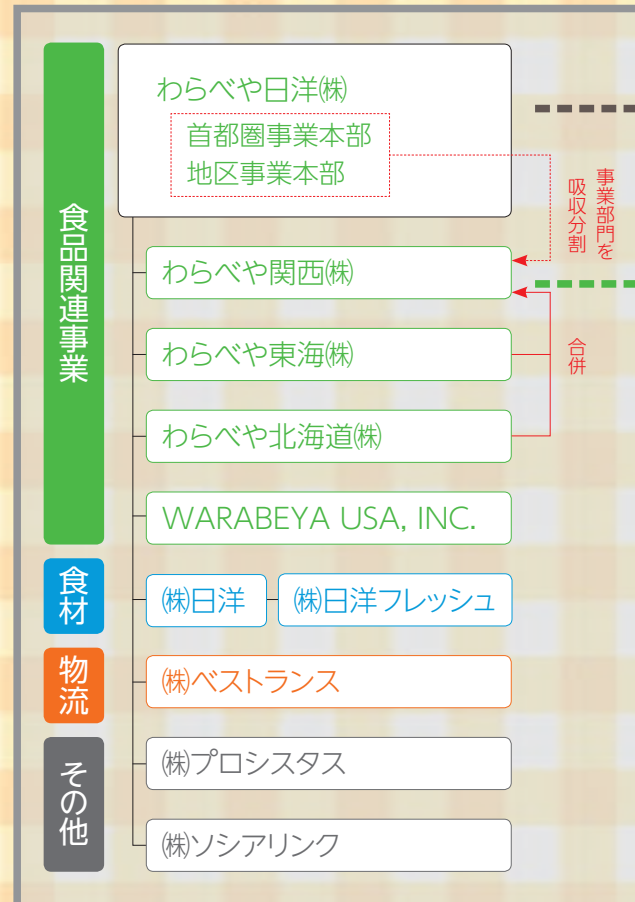 食品関連事業
わらべや日洋㈱
首都圏事業本部
地区事業本部
事業部門を
吸収分割
わらべや関西㈱
わらべや東海㈱
合併
わらべや北海道㈱
WARABEYA USA, INC.
食材
㈱日洋
㈱日洋フレッシュ
物流
㈱ベストランス
その他
㈱プロシスタス
㈱ソシアリンク